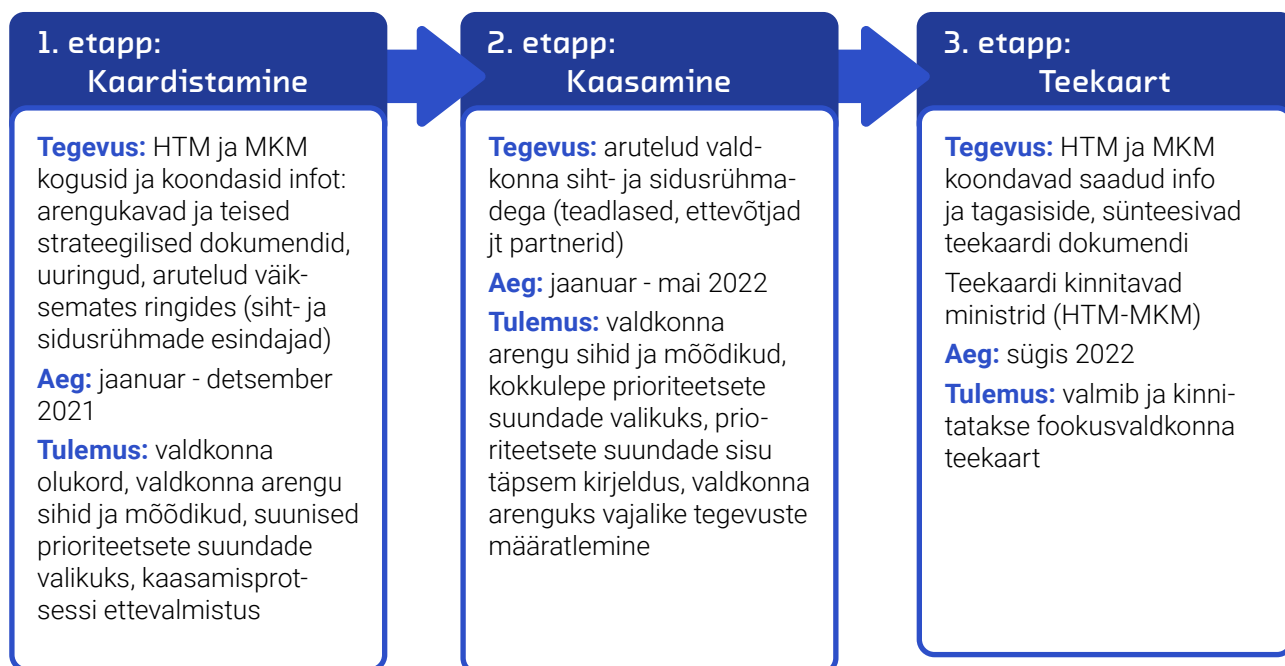 1. etapp:
Kaardistamine
Tegevus: HTM ja MKM
kogusid ja koondasid infot:
arengukavad ja teised
strateegilised dokumendid,
uuringud, arutelud väik-
semates ringides (siht- ja
sidusrühmade esindajad)
Aeg: jaanuar - detsember
2021
Tulemus: valdkonna
olukord, valdkonna arengu
sihid ja mõõdikud, suunised
prioriteetsete suundade
valikuks, kaasamisprot-
sessi ettevalmistus
2. etapp:
Kaasamine
Tegevus: arutelud vald-
konna siht- ja sidusrühma-
dega (teadlased, ettevõtjad
jt partnerid)
Aeg: jaanuar - mai 2022
Tulemus: valdkonna
arengu sihid ja mõõdikud,
kokkulepe prioriteetsete
suundade valikuks, prio-
riteetsete suundade sisu
täpsem kirjeldus, valdkonna
arenguks vajalike tegevuste
määratlemine
3. etapp:
Teekaart
Tegevus: HTM ja MKM
koondavad saadud info
ja tagasiside, sünteesivad
teekaardi dokumendi
Teekaardi kinnitavad
ministrid (HTM-MKM)
Aeg: sügis 2022
Tulemus: valmib ja kinni-
tatakse fookusvaldkonna
teekaart